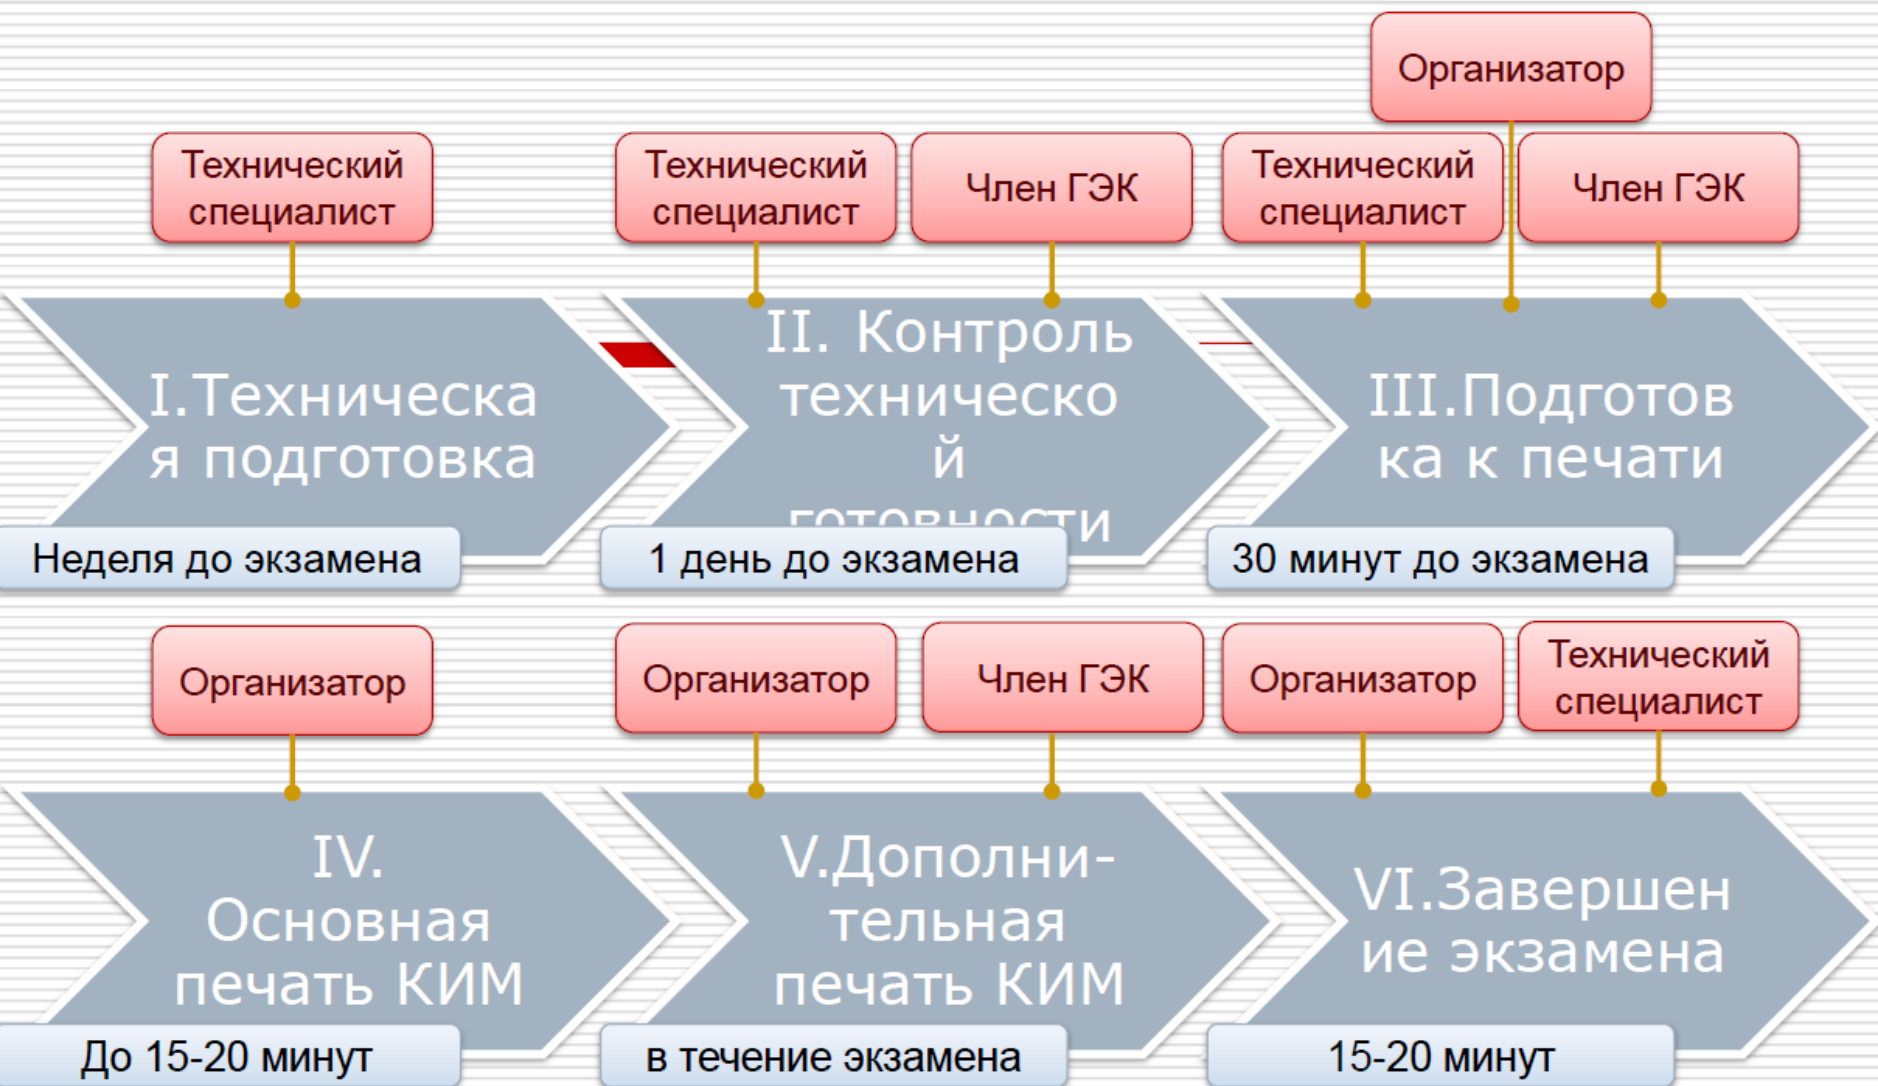 Организатор
Технический
специалист
Технический
специалист
Член ГЭК
Технический
специалист
Член ГЭК
I.Техническа
я подготовка
II. Контроль
техническо
й
готовности
III.Подготов
ка к печати
Неделя до экзамена
1 день до экзамена
30 минут до экзамена
Организатор
Организатор
Член ГЭК
Организатор
Технический
специалист
IV.
Основная
печать КИМ
V.Дополни-
тельная
печать КИМ
VI.Завершен
ие экзамена
До 15-20 минут
в течение экзамена
15-20 минут